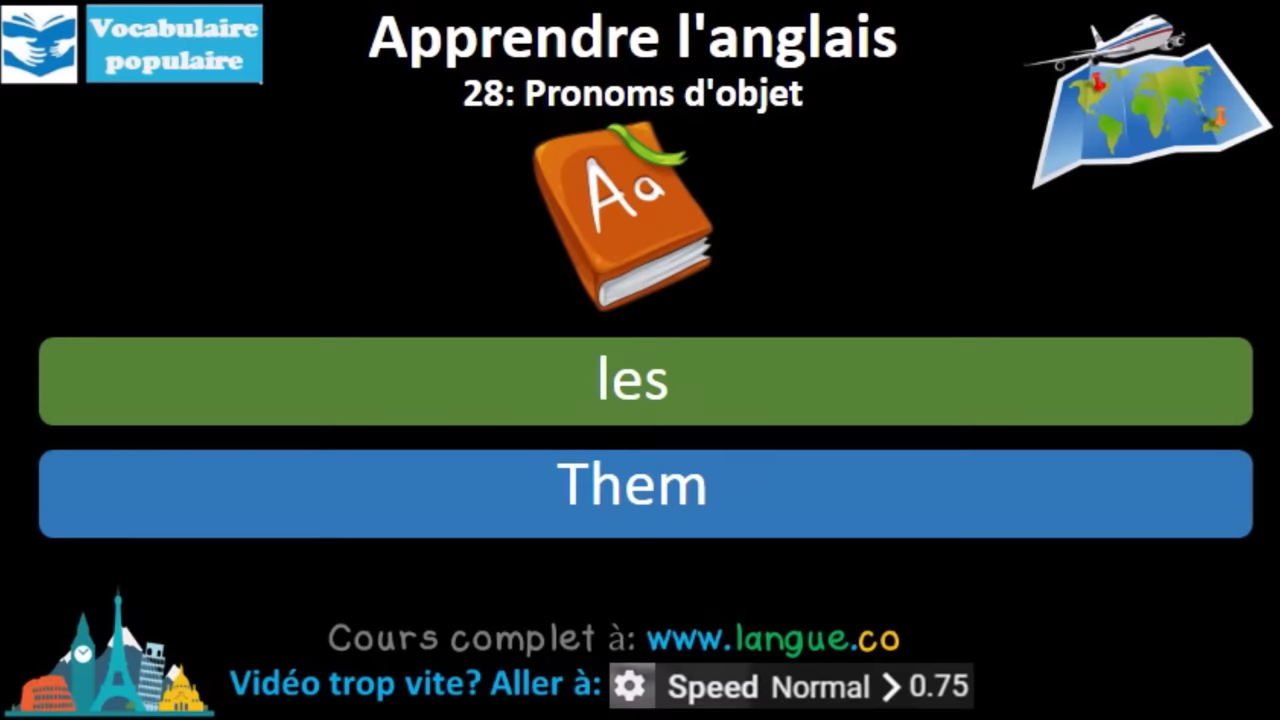 Vocabulaire
populaire
Apprendre l'anglais
28: Pronoms d'objet
Aa
les
Them
Cours complet à: www.langue.co
Vidéo trop vite? Aller à: Speed Normal > 0.75